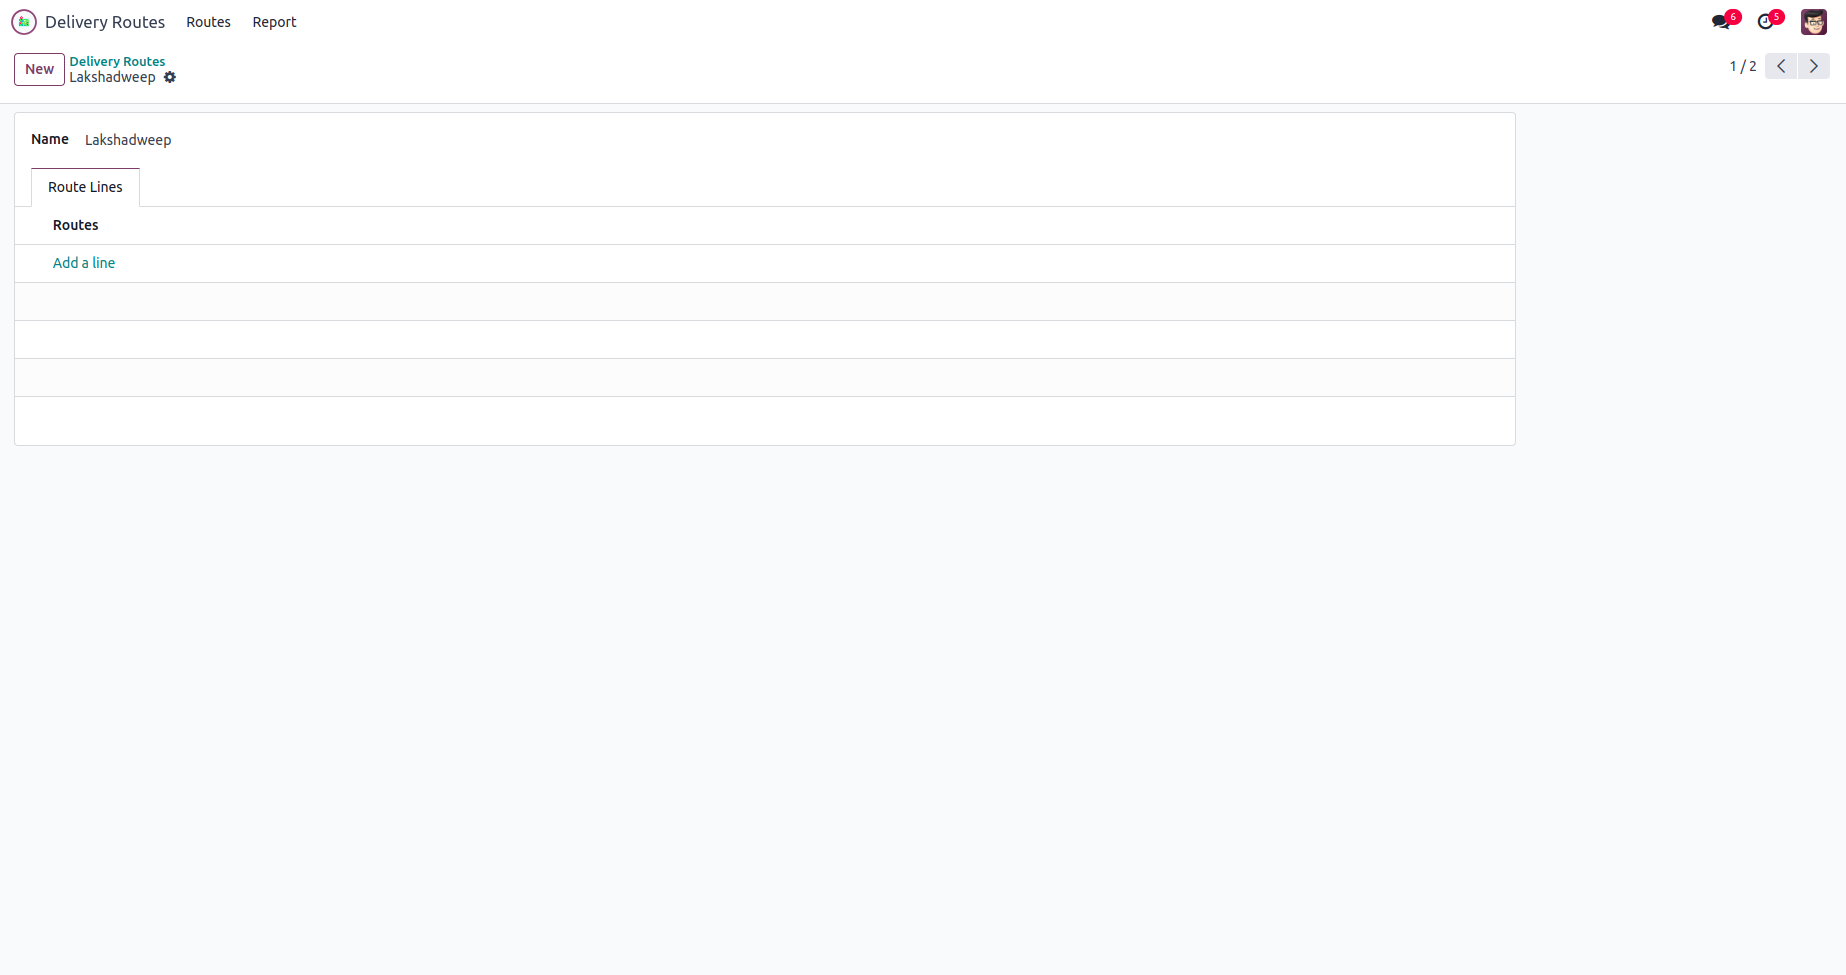 Delivery Routes Routes Report 6 5
New Delivery Routes
Lakshadweep 1 / 2
Name Lakshadweep
Route Lines
Routes
Add a line